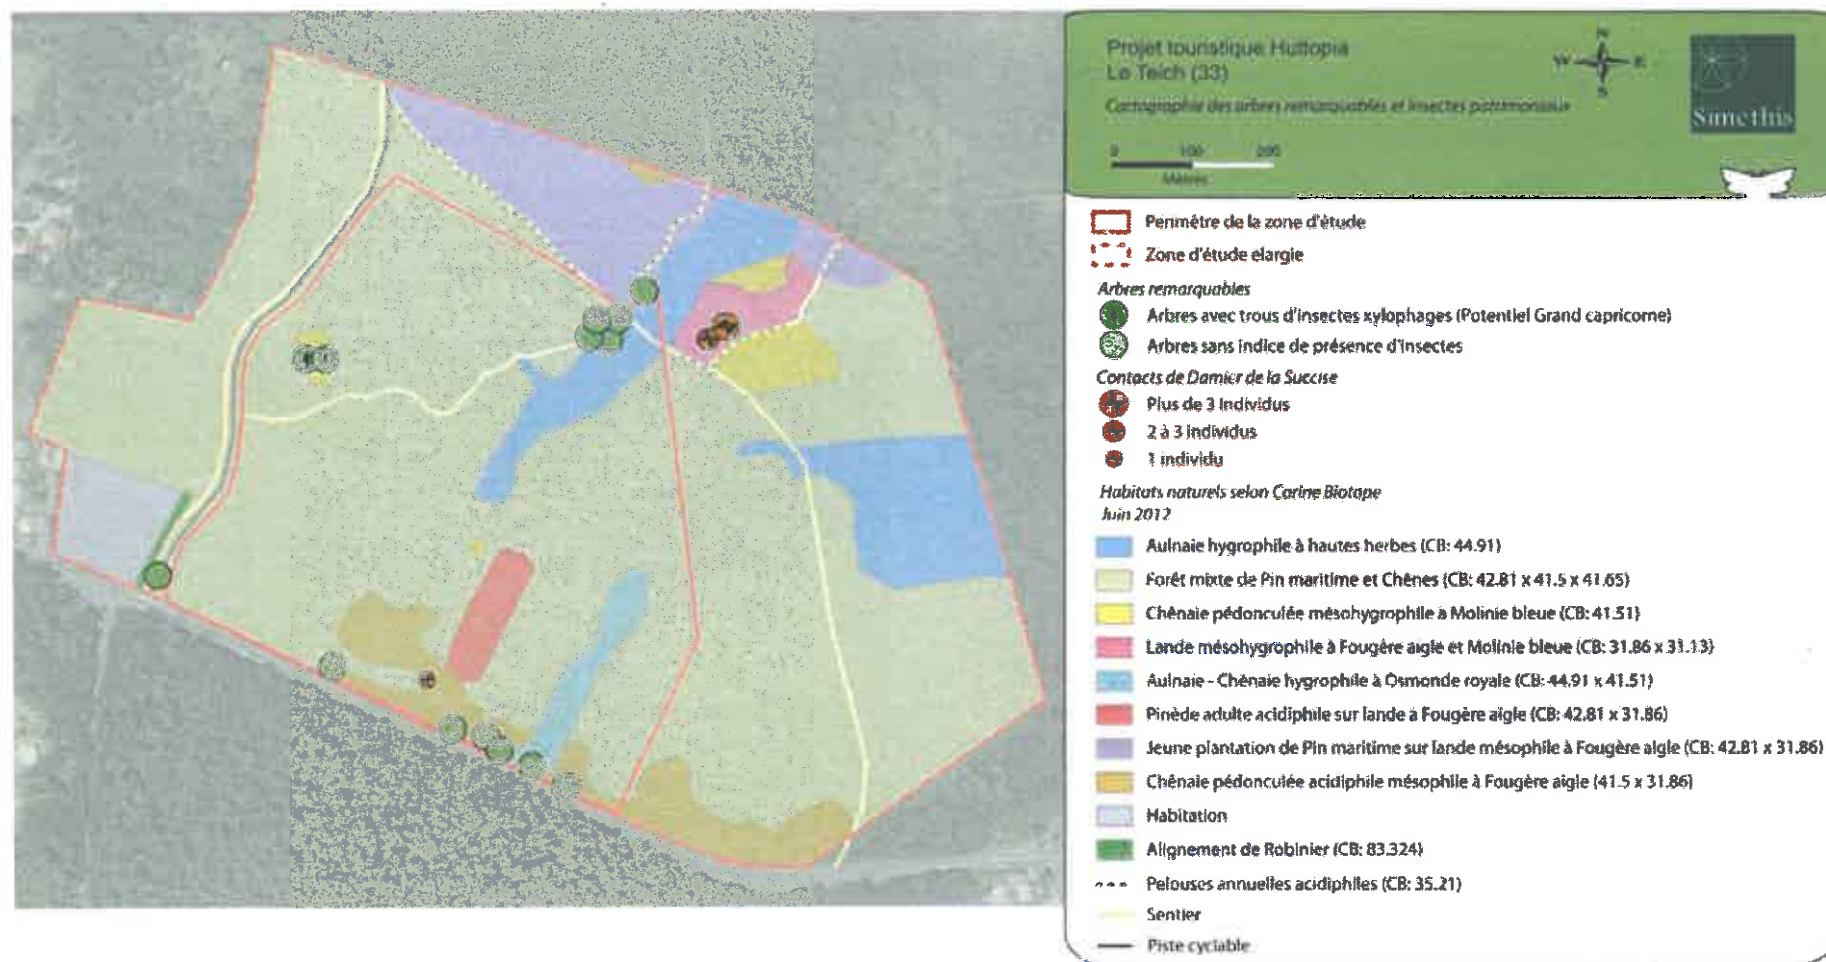 Projet touristique Huttopia
Le Teich (33)
Cartographie des arbres remarquables et insectes patrimoniaux
N
W
E
S
Simethis
0 100 200
Mètres
Périmètre de la zone d'étude
Zone d'étude élargie
Arbres remarquables
Arbres avec trous d'insectes xylophages (Potentiel Grand capricorne)
Arbres sans indice de présence d'insectes
Contacts de Damier de la Succise
Plus de 3 individus
2 à 3 individus
1 individu
Habitats naturels selon Corine Biotope
Juin 2012
Aulnaie hygrophile à hautes herbes (CB: 44.91)
Forêt mixte de Pin maritime et Chênes (CB: 42.81 x 41.5 x 41.65)
Chênaie pédonculée mésohygrophile à Molinie bleue (CB: 41.51)
Lande mésohygrophile à Fougère aigle et Molinie bleue (CB: 31.86 x 31.13)
Aulnaie - Chênaie hygrophile à Osmonde royale (CB: 44.91 x 41.51)
Pinède adulte acidiphile sur lande à Fougère aigle (CB: 42.81 x 31.86)
Jeune plantation de Pin maritime sur lande mésophile à Fougère aigle (CB: 42.81 x 31.86)
Chênaie pédonculée acidiphile mésophile à Fougère aigle (41.5 x 31.86)
Habitation
Alignement de Robinier (CB: 83.324)
Pelouses annuelles acidiphiles (CB: 35.21)
Sentier
Piste cyclable